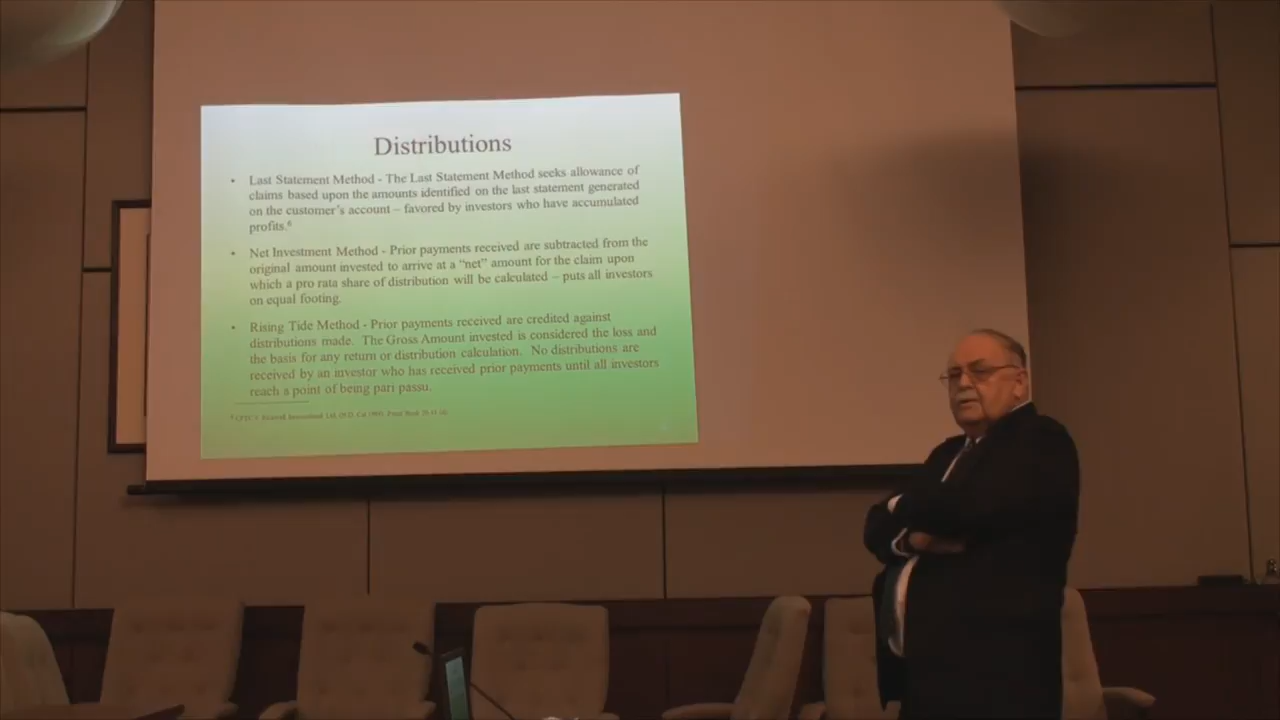 Distributions
• Last Statement Method - The Last Statement Method seeks allowance of
claims based upon the amounts identified on the last statement generated
on the customer's account – favored by investors who have accumulated
profits.⁶
• Net Investment Method - Prior payments received are subtracted from the
original amount invested to arrive at a “net” amount for the claim upon
which a pro rata share of distribution will be calculated – puts all investors
on equal footing.
• Rising Tide Method - Prior payments received are credited against
distributions made. The Gross Amount invested is considered the loss and
the basis for any return or distribution calculation. No distributions are
received by an investor who has received prior payments until all investors
reach a point of being pari passu.